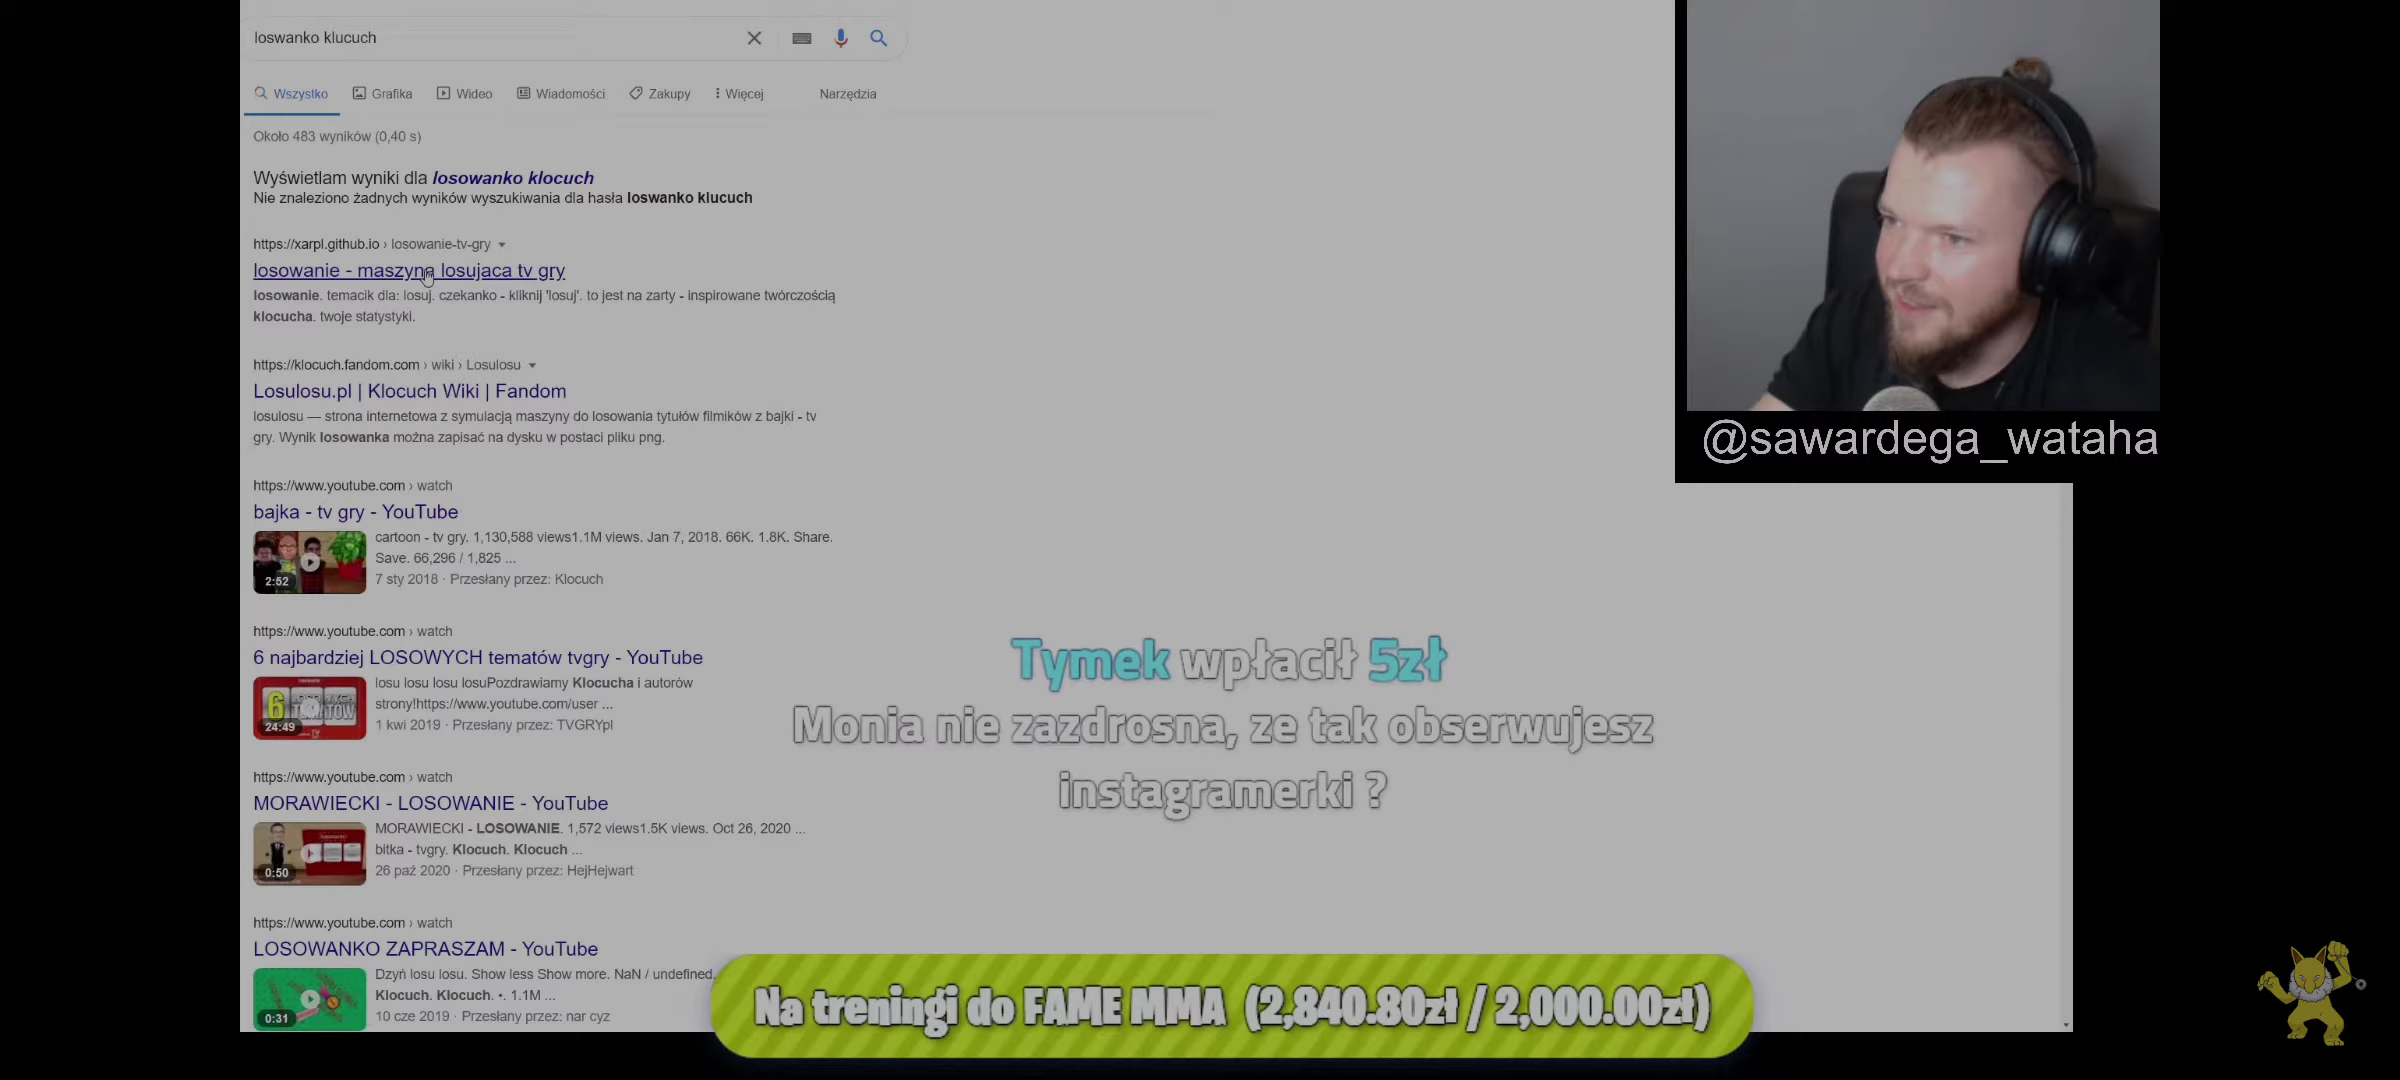 loswanko klucuch
Wszystko Grafika Wideo Wiadomości Zakupy Więcej Narzędzia
Około 483 wyników (0,40 s)
Wyświetlam wyniki dla losowanko klocuch
Nie znaleziono żadnych wyników wyszukiwania dla hasła loswanko klucuch
https://xarpl.github.io › losowanie-tv-gry
losowanie - maszyna losujaca tv gry
losowanie. temacik dla: losuj. czekanko - kliknij 'losuj'. to jest na zarty - inspirowane twórczością
klocucha. twoje statystyki.
https://klocuch.fandom.com › wiki › Losulosu
Losulosu.pl | Klocuch Wiki | Fandom
losulosu — strona internetowa z symulacją maszyny do losowania tytułów filmików z bajki - tv
gry. Wynik losowanka można zapisać na dysku w postaci pliku png.
https://www.youtube.com › watch
bajka - tv gry - YouTube
cartoon - tv gry. 1,130,588 views1.1M views. Jan 7, 2018. 66K. 1.8K. Share.
Save. 66,296 / 1,825 ...
2:52
7 sty 2018 · Przesłany przez: Klocuch
https://www.youtube.com › watch
6 najbardziej LOSOWYCH tematów tvgry - YouTube
losu losu losu losuPozdrawiamy Klocucha i autorów
strony!https://www.youtube.com/user ...
24:49
1 kwi 2019 · Przesłany przez: TVGRYpl
https://www.youtube.com › watch
MORAWIECKI - LOSOWANIE - YouTube
MORAWIECKI - LOSOWANIE. 1,572 views1.5K views. Oct 26, 2020 ...
bitka - tvgry. Klocuch. Klocuch ...
0:50
26 paź 2020 · Przesłany przez: HejHejwart
https://www.youtube.com › watch
LOSOWANKO ZAPRASZAM - YouTube
Dzyń losu losu. Show less Show more. NaN / undefined.
Klocuch. Klocuch. •. 1.1M ...
0:31
10 cze 2019 · Przesłany przez: nar cyz
@sawardega_wataha
Tymek wpłacił 5zł
Monia nie zazdrosna, ze tak obserwujesz
instagramerki ?
Na treningi do FAME MMA (2,840.80zł / 2,000.00zł)